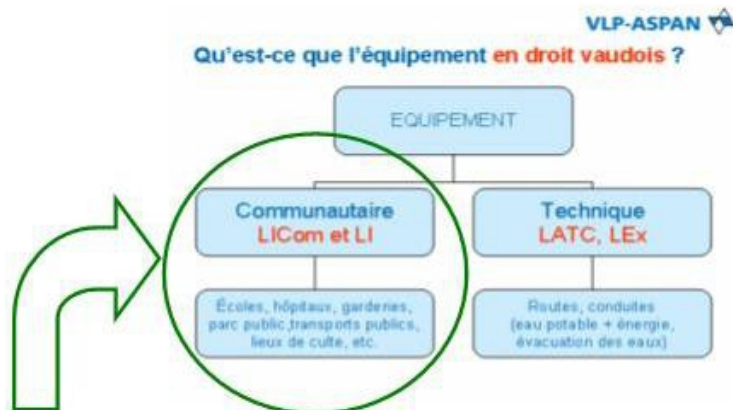 VLP-ASPAN
Qu'est-ce que l'équipement en droit vaudois ?
EQUIPEMENT
Communautaire
LICom et LI
Écoles, hôpitaux, garderies,
parc public,transports publics,
lieux de culte, etc.
Technique
LATC, LEx
Routes, conduites
(eau potable + énergie,
évacuation des eaux)